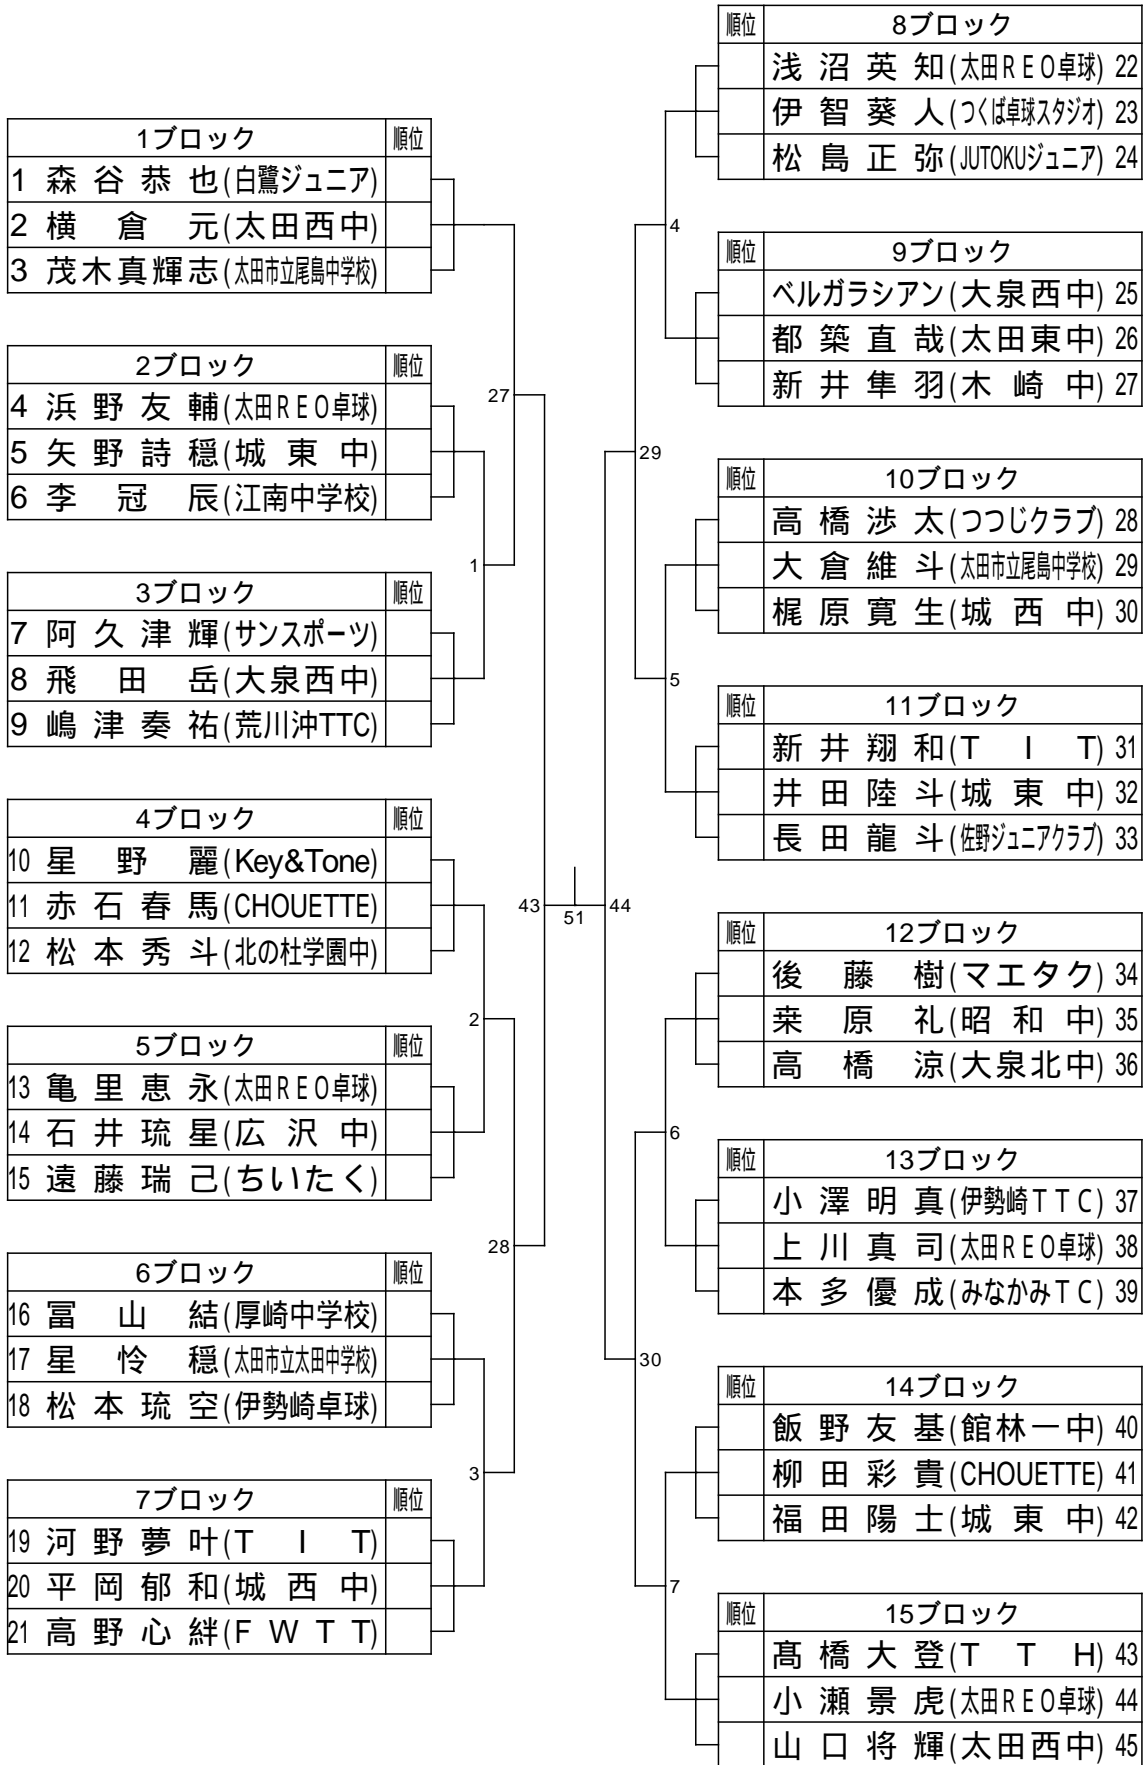 1ブロック 順位
1 森谷恭也(白鷺ジュニア)
2 横倉元(太田西中)
3 茂木真輝志(太田市立尾島中学校)
2ブロック 順位
4 浜野友輔(太田REO卓球)
5 矢野詩穏(城東中)
6 李冠辰(江南中学校)
3ブロック 順位
7 阿久津輝(サンスポーツ)
8 飛田岳(大泉西中)
9 嶋津奏祐(荒川沖TTC)
4ブロック 順位
10 星野麗(Key&Tone)
11 赤石春馬(CHOUETTE)
12 松本秀斗(北の杜学園中)
5ブロック 順位
13 亀里恵永(太田REO卓球)
14 石井琉星(広沢中)
15 遠藤瑞己(ちいたく)
6ブロック 順位
16 冨山結(厚崎中学校)
17 星怜穏(太田市立太田中学校)
18 松本琉空(伊勢崎卓球)
7ブロック 順位
19 河野夢叶(TIT)
20 平岡郁和(城西中)
21 高野心絆(FWTT)
27
1
2
28
3
43
51
44
4
29
5
6
30
7
順位 8ブロック
浅沼英知(太田REO卓球) 22
伊智葵人(つくば卓球スタジオ) 23
松島正弥(JUTOKUジュニア) 24
順位 9ブロック
ベルガラシアン(大泉西中) 25
都築直哉(太田東中) 26
新井隼羽(木崎中) 27
順位 10ブロック
高橋渉太(つつじクラブ) 28
大倉維斗(太田市立尾島中学校) 29
梶原寛生(城西中) 30
順位 11ブロック
新井翔和(TIT) 31
井田陸斗(城東中) 32
長田龍斗(佐野ジュニアクラブ) 33
順位 12ブロック
後藤樹(マエタク) 34
桒原礼(昭和中) 35
高橋涼(大泉北中) 36
順位 13ブロック
小澤明真(伊勢崎TTC) 37
上川真司(太田REO卓球) 38
本多優成(みなかみTC) 39
順位 14ブロック
飯野友基(館林一中) 40
柳田彩貴(CHOUETTE) 41
福田陽士(城東中) 42
順位 15ブロック
髙橋大登(TTH) 43
小瀬景虎(太田REO卓球) 44
山口将輝(太田西中) 45